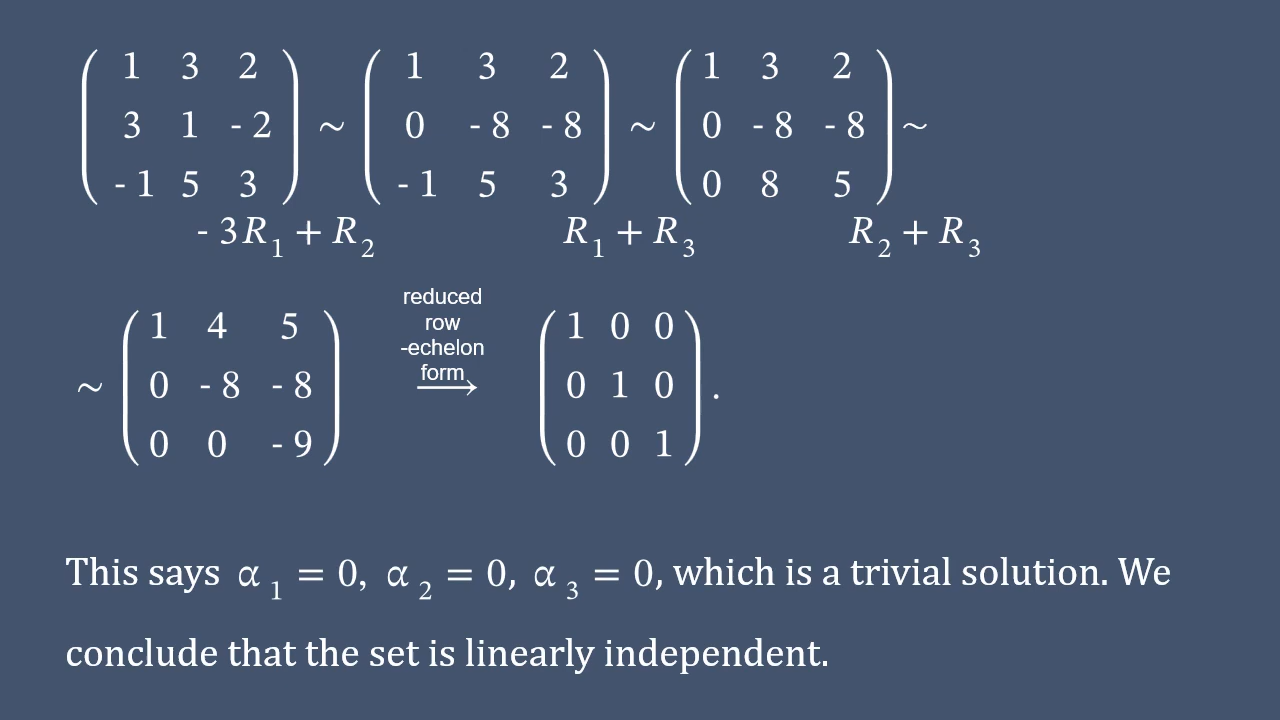 ( 1 3 2 ) ( 1 3 2 ) ( 1 3 2 )
( 3 1 - 2 ) ~ ( 0 - 8 - 8 ) ~ ( 0 - 8 - 8 ) ~
( - 1 5 3 ) ( - 1 5 3 ) ( 0 8 5 )
- 3R₁ + R₂ R₁ + R₃ R₂ + R₃
( 1 4 5 ) reduced row -echelon form ( 1 0 0 )
~ ( 0 - 8 - 8 ) → ( 0 1 0 ) .
( 0 0 - 9 ) ( 0 0 1 )
This says α₁ = 0, α₂ = 0, α₃ = 0, which is a trivial solution. We
conclude that the set is linearly independent.